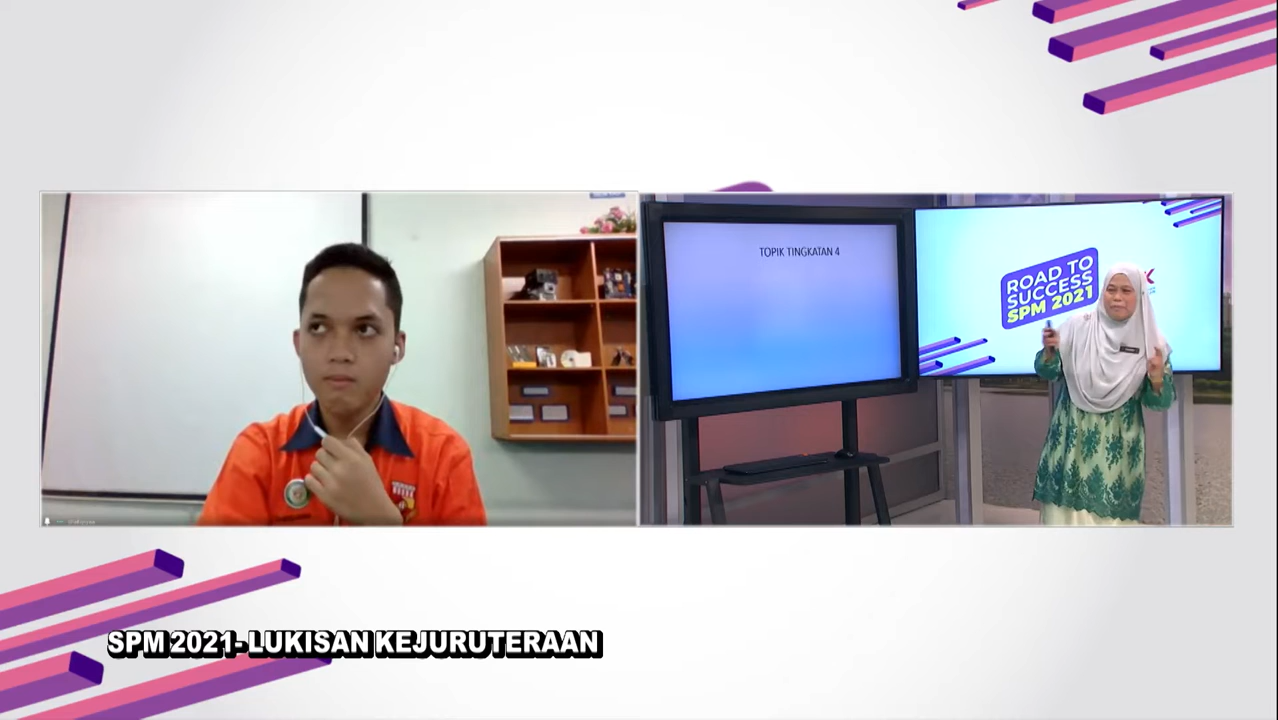 TOPIK TINGKATAN 4
ROAD TO
SUCCESS
SPM 2021
SPM 2021- LUKISAN KEJURUTERAAN